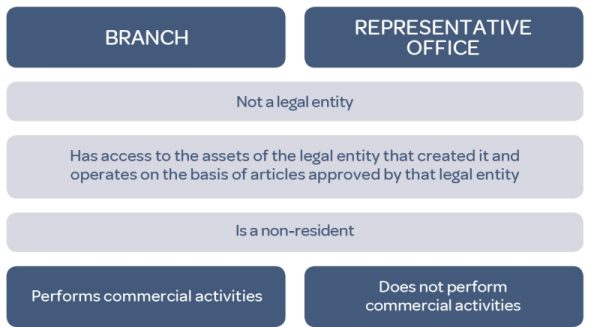 BRANCH
REPRESENTATIVE
OFFICE
Not a legal entity
Has access to the assets of the legal entity that created it and
operates on the basis of articles approved by that legal entity
Is a non-resident
Performs commercial activities
Does not perform
commercial activities